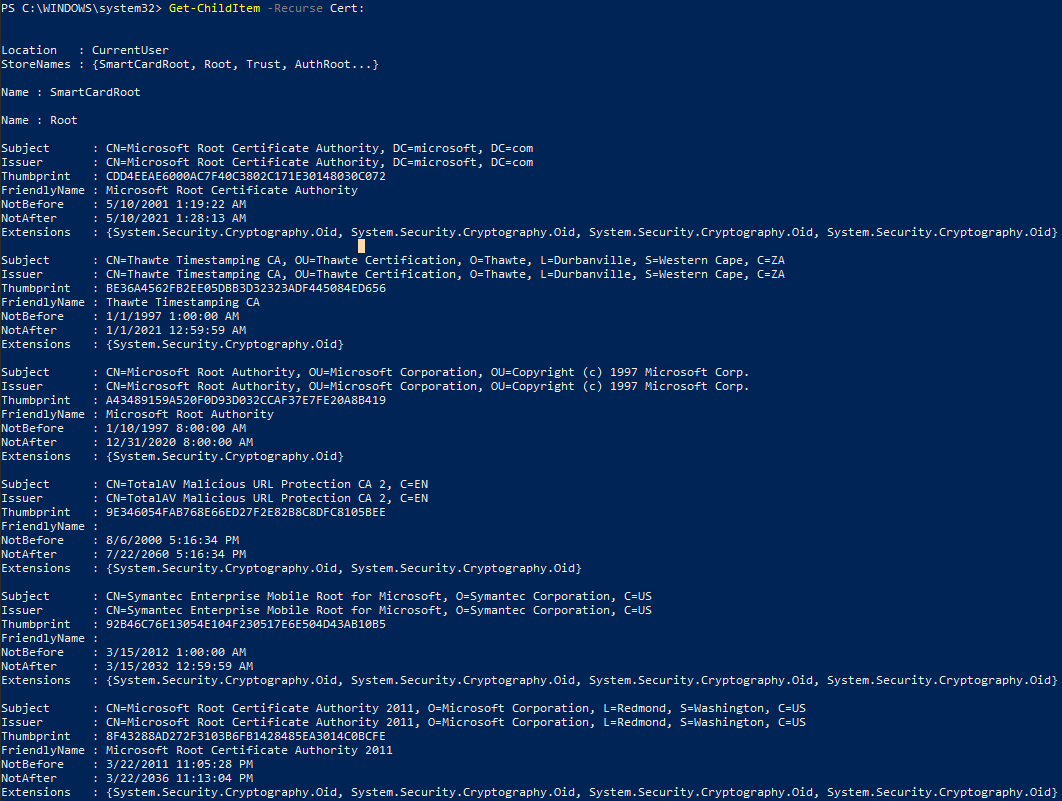 PS C:\WINDOWS\system32> Get-ChildItem -Recurse Cert:
Location   : CurrentUser
StoreNames : {SmartCardRoot, Root, Trust, AuthRoot...}
Name : SmartCardRoot
Name : Root
Subject      : CN=Microsoft Root Certificate Authority, DC=microsoft, DC=com
Issuer       : CN=Microsoft Root Certificate Authority, DC=microsoft, DC=com
Thumbprint   : CDD4EEAE6000AC7F40C3802C171E30148030C072
FriendlyName : Microsoft Root Certificate Authority
NotBefore    : 5/10/2001 1:19:22 AM
NotAfter     : 5/10/2021 1:28:13 AM
Extensions   : {System.Security.Cryptography.Oid, System.Security.Cryptography.Oid, System.Security.Cryptography.Oid, System.Security.Cryptography.Oid}
Subject      : CN=Thawte Timestamping CA, OU=Thawte Certification, O=Thawte, L=Durbanville, S=Western Cape, C=ZA
Issuer       : CN=Thawte Timestamping CA, OU=Thawte Certification, O=Thawte, L=Durbanville, S=Western Cape, C=ZA
Thumbprint   : BE36A4562FB2EE05DBB3D32323ADF445084ED656
FriendlyName : Thawte Timestamping CA
NotBefore    : 1/1/1997 1:00:00 AM
NotAfter     : 1/1/2021 12:59:59 AM
Extensions   : {System.Security.Cryptography.Oid}
Subject      : CN=Microsoft Root Authority, OU=Microsoft Corporation, OU=Copyright (c) 1997 Microsoft Corp.
Issuer       : CN=Microsoft Root Authority, OU=Microsoft Corporation, OU=Copyright (c) 1997 Microsoft Corp.
Thumbprint   : A43489159A520F0D93D032CCAF37E7FE20A8B419
FriendlyName : Microsoft Root Authority
NotBefore    : 1/10/1997 8:00:00 AM
NotAfter     : 12/31/2020 8:00:00 AM
Extensions   : {System.Security.Cryptography.Oid}
Subject      : CN=TotalAV Malicious URL Protection CA 2, C=EN
Issuer       : CN=TotalAV Malicious URL Protection CA 2, C=EN
Thumbprint   : 9E346054FAB768E66ED27F2E82B8C8DFC8105BEE
FriendlyName :
NotBefore    : 8/6/2000 5:16:34 PM
NotAfter     : 7/22/2060 5:16:34 PM
Extensions   : {System.Security.Cryptography.Oid, System.Security.Cryptography.Oid}
Subject      : CN=Symantec Enterprise Mobile Root for Microsoft, O=Symantec Corporation, C=US
Issuer       : CN=Symantec Enterprise Mobile Root for Microsoft, O=Symantec Corporation, C=US
Thumbprint   : 92B46C76E13054E104F230517E6E504D43AB10B5
FriendlyName :
NotBefore    : 3/15/2012 1:00:00 AM
NotAfter     : 3/15/2032 12:59:59 AM
Extensions   : {System.Security.Cryptography.Oid, System.Security.Cryptography.Oid, System.Security.Cryptography.Oid, System.Security.Cryptography.Oid}
Subject      : CN=Microsoft Root Certificate Authority 2011, O=Microsoft Corporation, L=Redmond, S=Washington, C=US
Issuer       : CN=Microsoft Root Certificate Authority 2011, O=Microsoft Corporation, L=Redmond, S=Washington, C=US
Thumbprint   : 8F43288AD272F3103B6FB1428485EA3014C0BCFE
FriendlyName : Microsoft Root Certificate Authority 2011
NotBefore    : 3/22/2011 11:05:28 PM
NotAfter     : 3/22/2036 11:13:04 PM
Extensions   : {System.Security.Cryptography.Oid, System.Security.Cryptography.Oid, System.Security.Cryptography.Oid, System.Security.Cryptography.Oid}